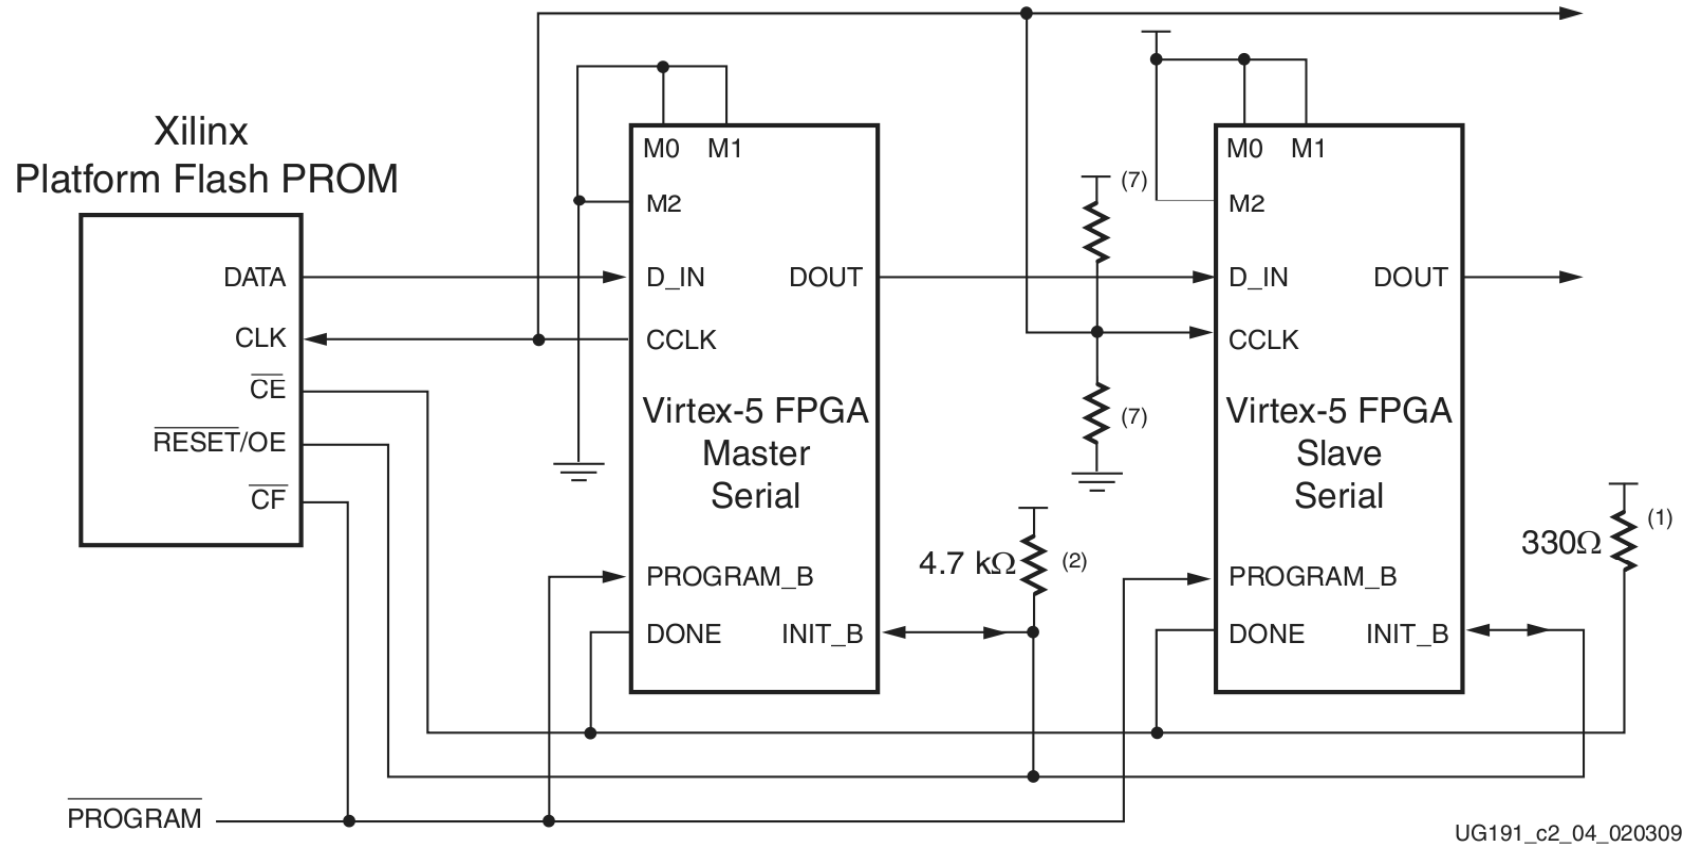 Xilinx
Platform Flash PROM
DATA
CLK
CE
RESET/OE
CF
PROGRAM
M0 M1
M2
D_IN DOUT
CCLK
Virtex-5 FPGA
Master
Serial
PROGRAM_B
DONE INIT_B
(7)
(7)
4.7 kΩ (2)
M0 M1
M2
D_IN DOUT
CCLK
Virtex-5 FPGA
Slave
Serial
PROGRAM_B
DONE INIT_B
330Ω (1)
UG191_c2_04_020309